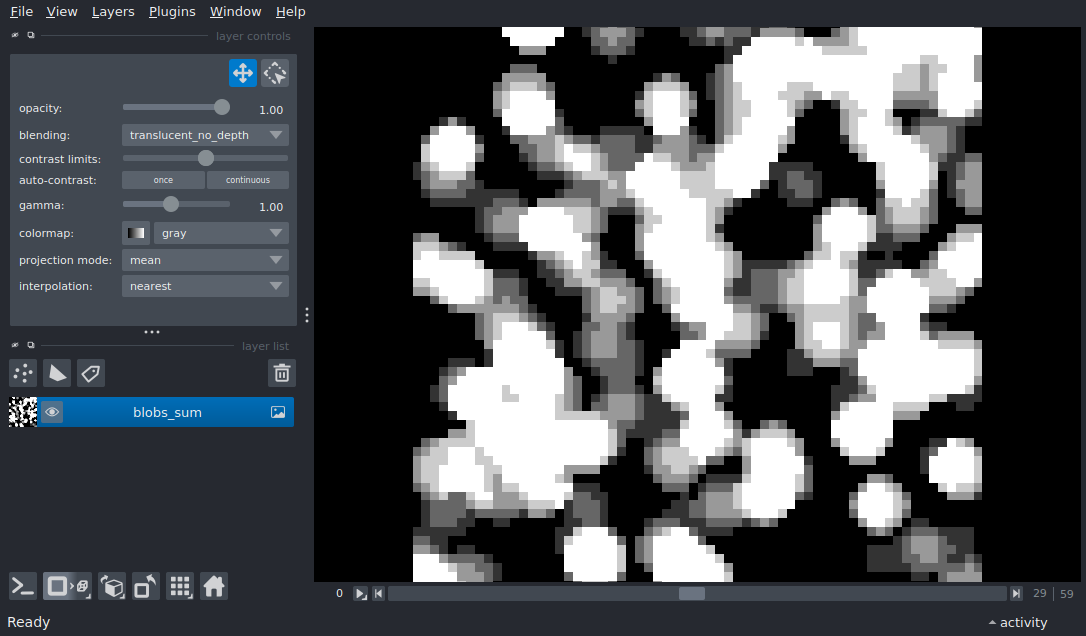 File View Layers Plugins Window Help
layer controls
opacity: 1.00
blending: translucent_no_depth
contrast limits:
auto-contrast: once continuous
gamma: 1.00
colormap: gray
projection mode: mean
interpolation: nearest
layer list
blobs_sum
0 29 59
Ready activity